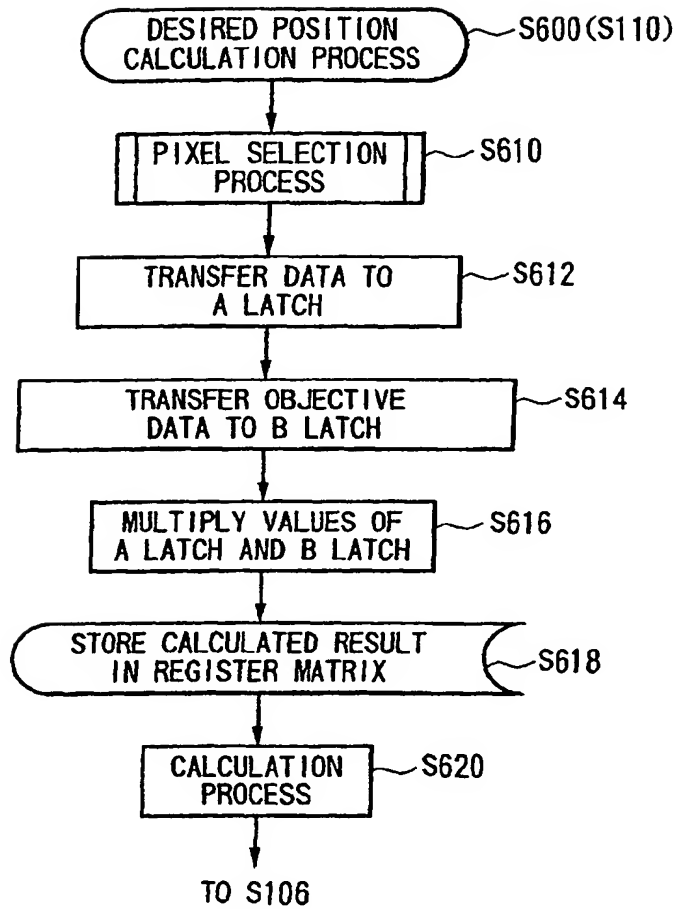 DESIRED POSITION
CALCULATION PROCESS
S600(S110)
PIXEL SELECTION
PROCESS
S610
TRANSFER DATA TO
A LATCH
S612
TRANSFER OBJECTIVE
DATA TO B LATCH
S614
MULTIPLY VALUES OF
A LATCH AND B LATCH
S616
STORE CALCULATED RESULT
IN REGISTER MATRIX
S618
CALCULATION
PROCESS
S620
TO S106